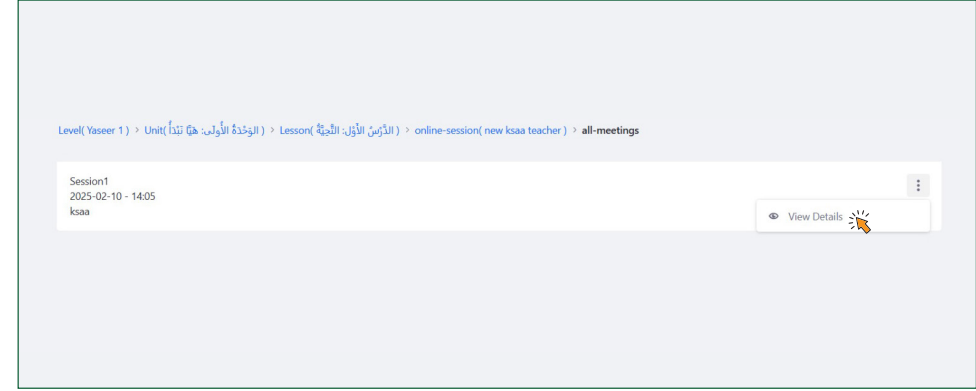 Level( Yaseer 1 ) > Unit( الوَحْدَةُ الأُولَى: هَيَّا نَبْدَأُ ) > Lesson( الدَّرْسُ الأَوَّل: التَّحِيَّةُ ) > online-session( new ksaa teacher ) > all-meetings
Session1
2025-02-10 - 14:05
ksaa
View Details